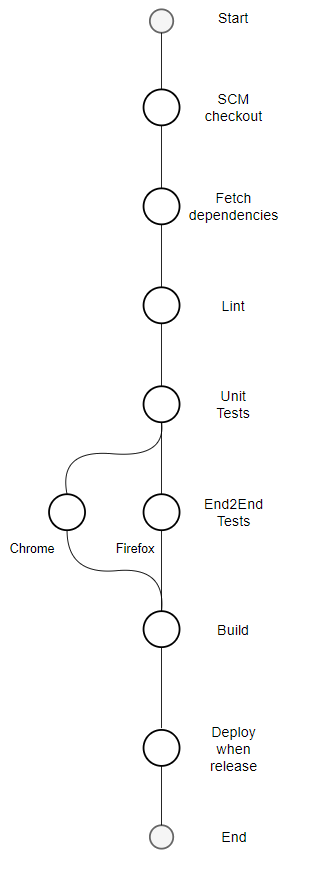 Start
SCM
checkout
Fetch
dependencies
Lint
Unit
Tests
End2End
Tests
Chrome
Firefox
Build
Deploy
when
release
End